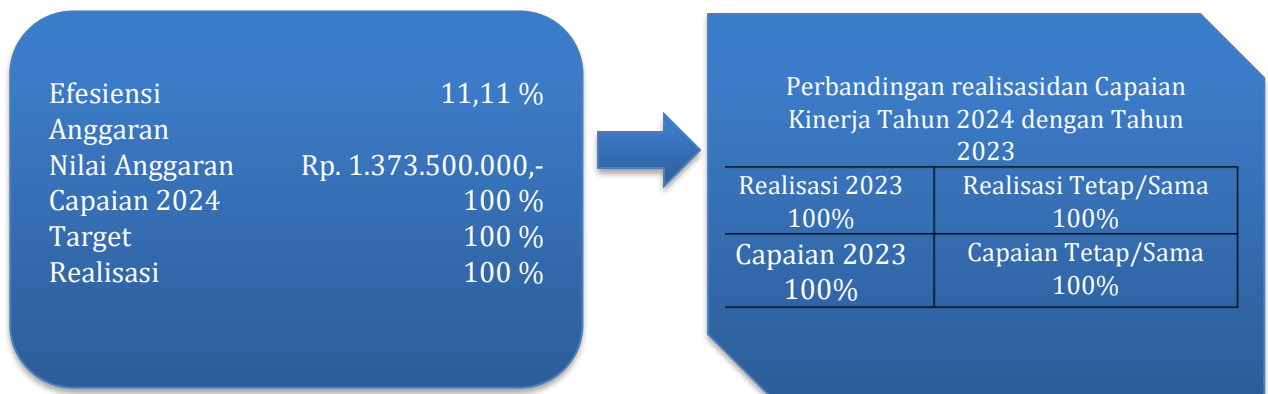 Efesiensi 11,11 %
Anggaran
Nilai Anggaran Rp. 1.373.500.000,-
Capaian 2024 100 %
Target 100 %
Realisasi 100 %
Perbandingan realisasidan Capaian
Kinerja Tahun 2024 dengan Tahun
2023
Realisasi 2023 Realisasi Tetap/Sama
100% 100%
Capaian 2023 Capaian Tetap/Sama
100% 100%